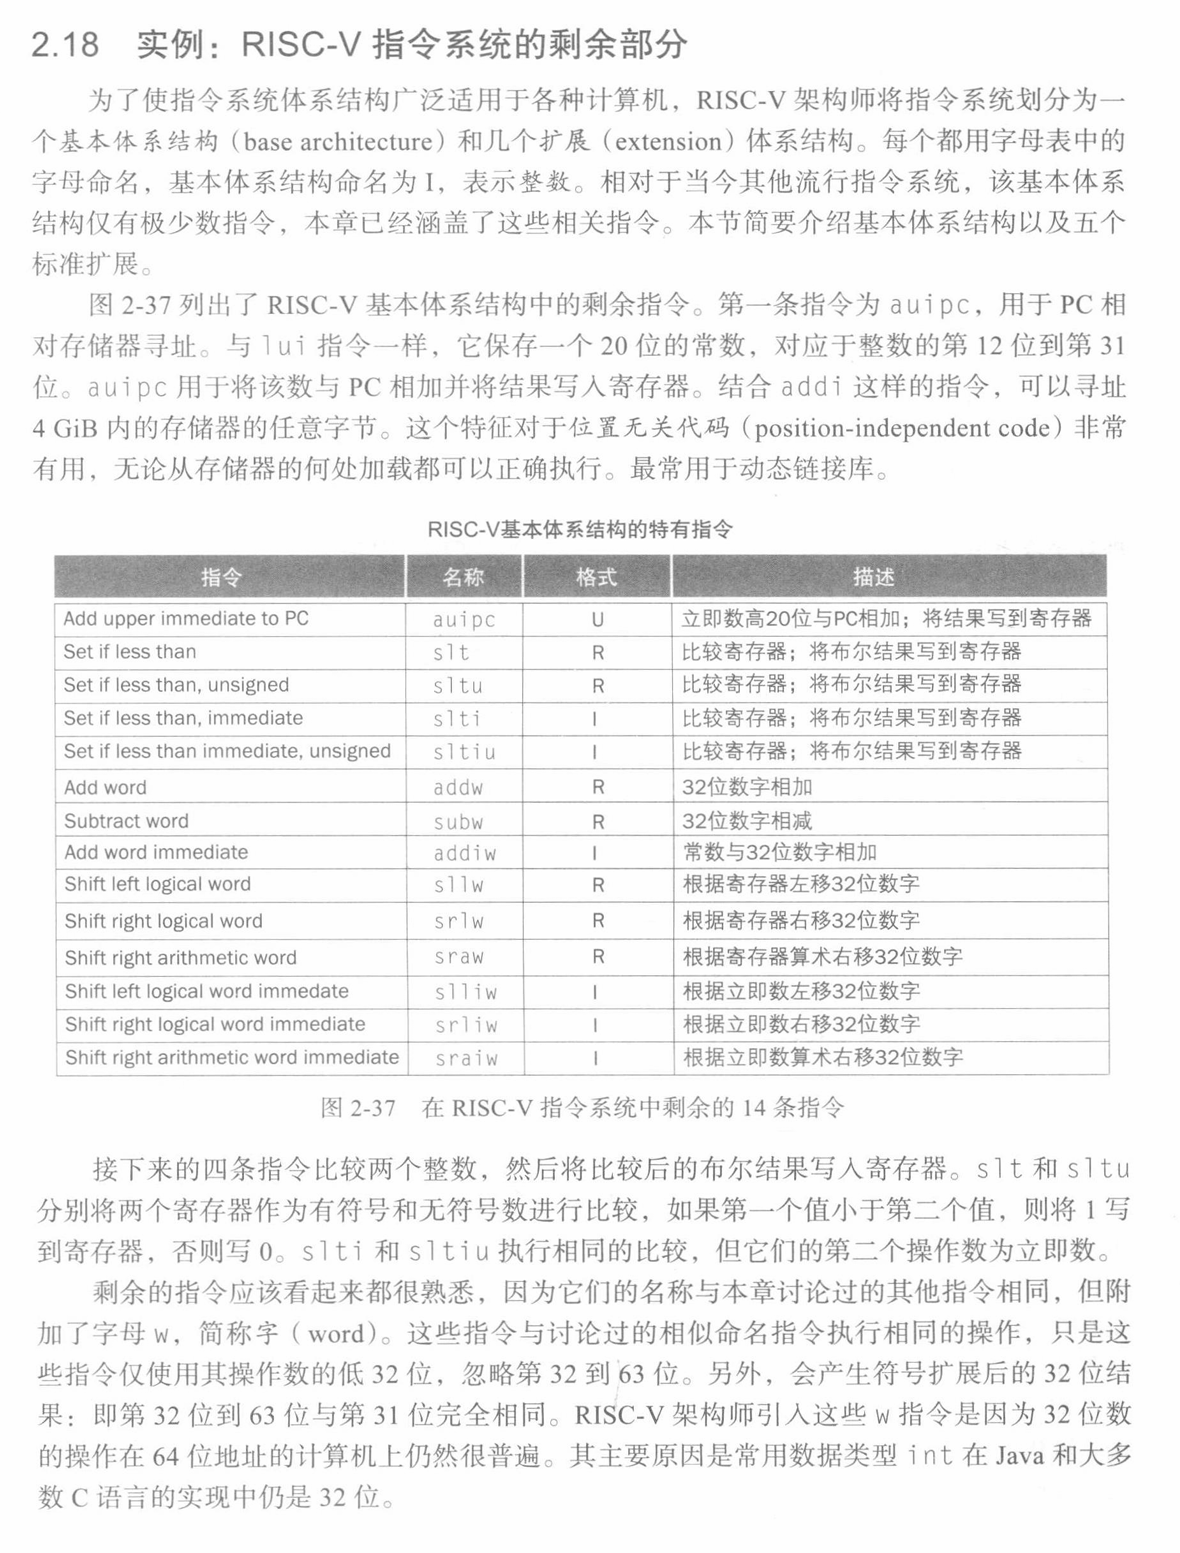 2.18 实例：RISC-V 指令系统的剩余部分
为了使指令系统体系结构广泛适用于各种计算机，RISC-V 架构师将指令系统划分为一
个基本体系结构（base architecture）和几个扩展（extension）体系结构。每个都用字母表中的
字母命名，基本体系结构命名为 I，表示整数。相对于当今其他流行指令系统，该基本体系
结构仅有极少数指令，本章已经涵盖了这些相关指令。本节简要介绍基本体系结构以及五个
标准扩展。
图 2-37 列出了 RISC-V 基本体系结构中的剩余指令。第一条指令为 auipc，用于 PC 相
对存储器寻址。与 lui 指令一样，它保存一个 20 位的常数，对应于整数的第 12 位到第 31
位。auipc 用于将该数与 PC 相加并将结果写入寄存器。结合 addi 这样的指令，可以寻址
4 GiB 内的存储器的任意字节。这个特征对于位置无关代码（position-independent code）非常
有用，无论从存储器的何处加载都可以正确执行。最常用于动态链接库。
RISC-V基本体系结构的特有指令
指令 名称 格式 描述
Add upper immediate to PC auipc U 立即数高20位与PC相加；将结果写到寄存器
Set if less than slt R 比较寄存器；将布尔结果写到寄存器
Set if less than, unsigned sltu R 比较寄存器；将布尔结果写到寄存器
Set if less than, immediate slti I 比较寄存器；将布尔结果写到寄存器
Set if less than immediate, unsigned sltiu I 比较寄存器；将布尔结果写到寄存器
Add word addw R 32位数字相加
Subtract word subw R 32位数字相减
Add word immediate addiw I 常数与32位数字相加
Shift left logical word sllw R 根据寄存器左移32位数字
Shift right logical word srlw R 根据寄存器右移32位数字
Shift right arithmetic word sraw R 根据寄存器算术右移32位数字
Shift left logical word immedate slliw I 根据立即数左移32位数字
Shift right logical word immediate srliw I 根据立即数右移32位数字
Shift right arithmetic word immediate sraiw I 根据立即数算术右移32位数字
图 2-37 在 RISC-V 指令系统中剩余的 14 条指令
接下来的四条指令比较两个整数，然后将比较后的布尔结果写入寄存器。slt 和 sltu
分别将两个寄存器作为有符号和无符号数进行比较，如果第一个值小于第二个值，则将 1 写
到寄存器，否则写 0。slti 和 sltiu 执行相同的比较，但它们的第二个操作数为立即数。
剩余的指令应该看起来都很熟悉，因为它们的名称与本章讨论过的其他指令相同，但附
加了字母 w，简称字（word）。这些指令与讨论过的相似命名指令执行相同的操作，只是这
些指令仅使用其操作数的低 32 位，忽略第 32 到 63 位。另外，会产生符号扩展后的 32 位结
果：即第 32 位到 63 位与第 31 位完全相同。RISC-V 架构师引入这些 w 指令是因为 32 位数
的操作在 64 位地址的计算机上仍然很普遍。其主要原因是常用数据类型 int 在 Java 和大多
数 C 语言的实现中仍是 32 位。